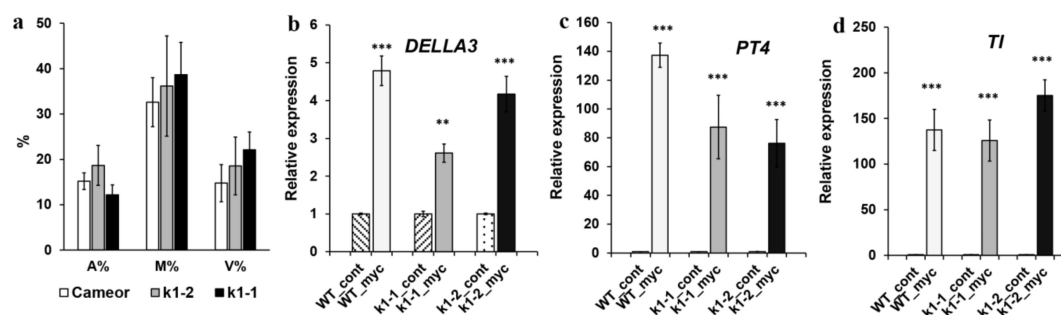 a
50
40
30
20
10
0
%
A% M% V%
Cameor k1-2 k1-1
b
DELLA3
6
5
4
3
2
1
0
Relative expression
*** ** ***
WT_cont
WT_myc
k1-1_cont
k1-1_myc
k1-2_cont
k1-2_myc
c
PT4
160
140
120
100
80
60
40
20
0
Relative expression
*** *** ***
WT_cont
WT_myc
k1-1_cont
k1-1_myc
k1-2_cont
k1-2_myc
d
TI
250
200
150
100
50
0
Relative expression
*** *** ***
WT_cont
WT_myc
k1-1_cont
k1-1_myc
k1-2_cont
k1-2_myc